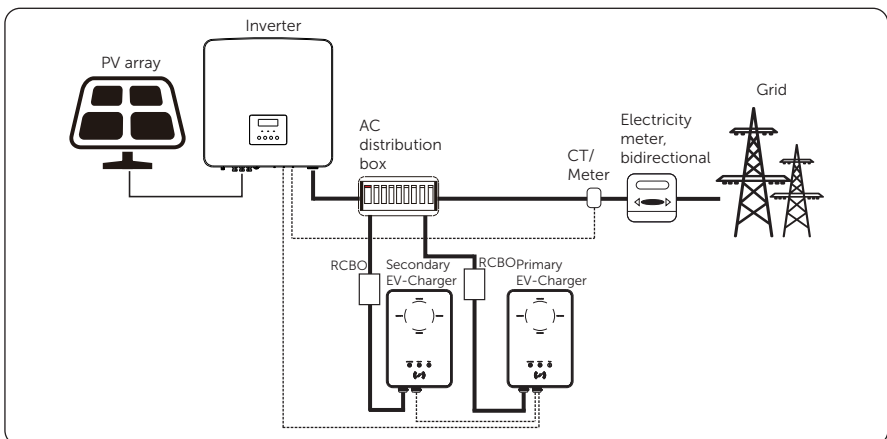 Inverter
PV array
AC
distribution
box
CT/
Meter
Electricity
meter,
bidirectional
Grid
RCBO
Secondary
EV-Charger
RCBO
Primary
EV-Charger